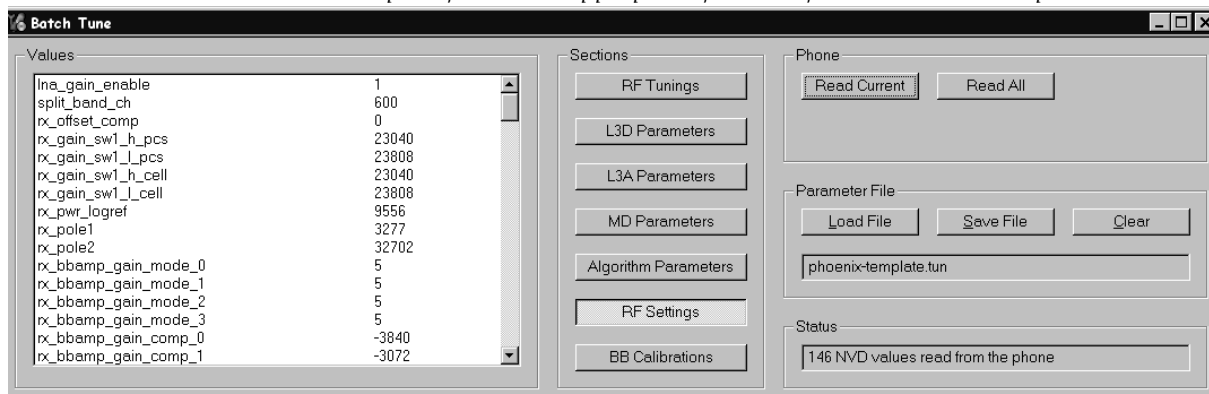 Batch Tune
Values
lna_gain_enable 1
split_band_ch 600
rx_offset_comp 0
rx_gain_sw1_h_pcs 23040
rx_gain_sw1_l_pcs 23808
rx_gain_sw1_h_cell 23040
rx_gain_sw1_l_cell 23808
rx_pwr_logref 9556
rx_pole1 3277
rx_pole2 32702
rx_bbamp_gain_mode_0 5
rx_bbamp_gain_mode_1 5
rx_bbamp_gain_mode_2 5
rx_bbamp_gain_mode_3 5
rx_bbamp_gain_comp_0 -3840
rx_bbamp_gain_comp_1 -3072
Sections
RF Tunings
L3D Parameters
L3A Parameters
MD Parameters
Algorithm Parameters
RF Settings
BB Calibrations
Phone
Read Current Read All
Parameter File
Load File Save File Clear
phoenix-template.tun
Status
146 NVD values read from the phone